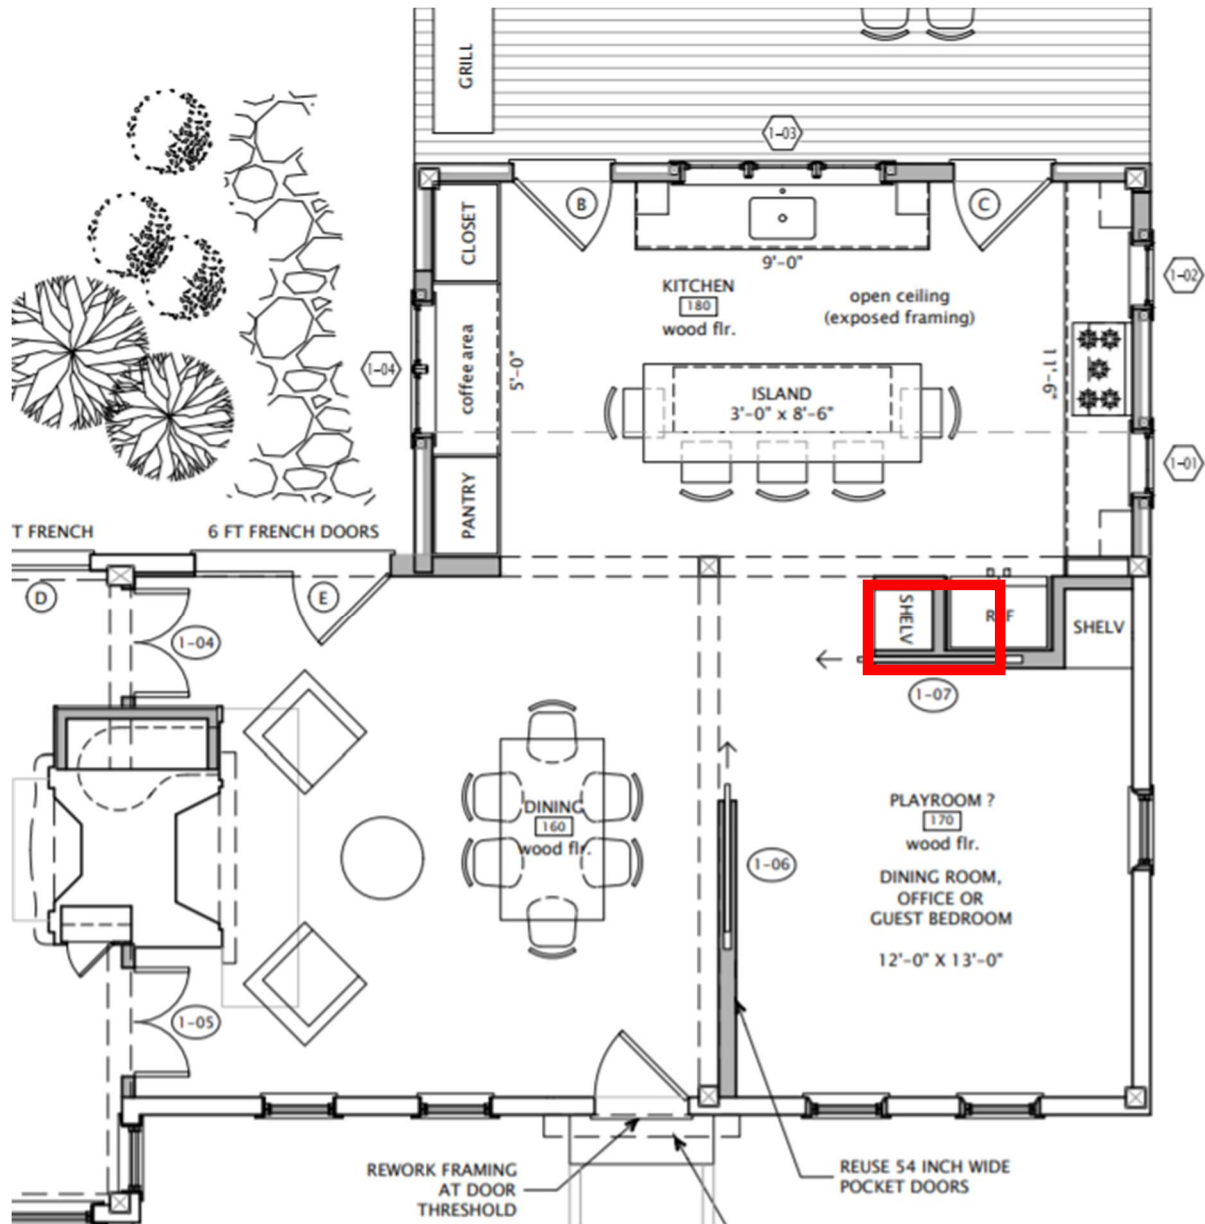 GRILL
1-03
B
C
CLOSET
9'-0"
KITCHEN
180
wood flr.
open ceiling
(exposed framing)
1-02
1-04
coffee area
5'-0"
11'-6"
ISLAND
3'-0" x 8'-6"
1-01
PANTRY
T FRENCH
6 FT FRENCH DOORS
D
E
1-04
SHELV
SHELV
1-07
DINING
160
wood flr.
1-06
PLAYROOM ?
170
wood flr.
DINING ROOM,
OFFICE OR
GUEST BEDROOM
12'-0" X 13'-0"
1-05
REWORK FRAMING
AT DOOR
THRESHOLD
REUSE 54 INCH WIDE
POCKET DOORS